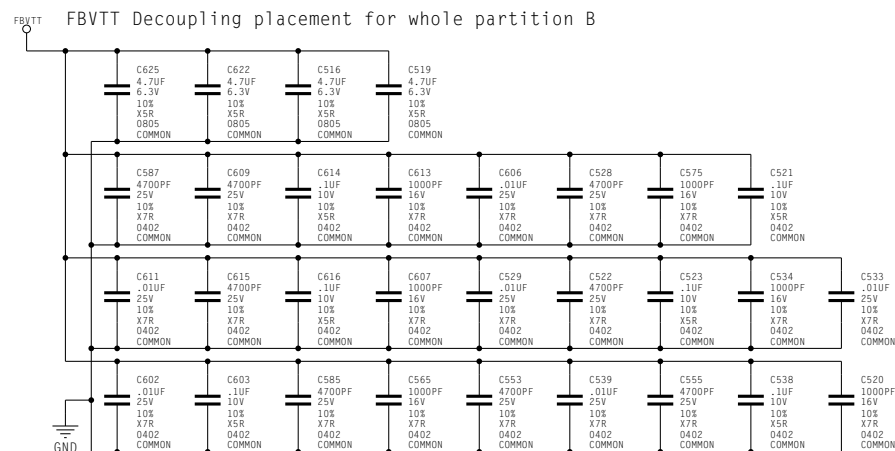 FBVTT
FBVTT Decoupling placement for whole partition B
C625
4.7UF
6.3V
10%
X5R
0805
COMMON
C622
4.7UF
6.3V
10%
X5R
0805
COMMON
C516
4.7UF
6.3V
10%
X5R
0805
COMMON
C519
4.7UF
6.3V
10%
X5R
0805
COMMON
C587
4700PF
25V
10%
X7R
0402
COMMON
C609
4700PF
25V
10%
X7R
0402
COMMON
C614
.1UF
10V
10%
X5R
0402
COMMON
C613
1000PF
16V
10%
X7R
0402
COMMON
C606
.01UF
25V
10%
X7R
0402
COMMON
C528
4700PF
25V
10%
X7R
0402
COMMON
C575
1000PF
16V
10%
X7R
0402
COMMON
C521
.1UF
10V
10%
X5R
0402
COMMON
C611
.01UF
25V
10%
X7R
0402
COMMON
C615
4700PF
25V
10%
X7R
0402
COMMON
C616
.1UF
10V
10%
X5R
0402
COMMON
C607
1000PF
16V
10%
X7R
0402
COMMON
C529
.01UF
25V
10%
X7R
0402
COMMON
C522
4700PF
25V
10%
X7R
0402
COMMON
C523
.1UF
10V
10%
X5R
0402
COMMON
C534
1000PF
16V
10%
X7R
0402
COMMON
C533
.01UF
25V
10%
X7R
0402
COMMON
C602
.01UF
25V
10%
X7R
0402
COMMON
C603
.1UF
10V
10%
X5R
0402
COMMON
C585
4700PF
25V
10%
X7R
0402
COMMON
C565
1000PF
16V
10%
X7R
0402
COMMON
C553
4700PF
25V
10%
X7R
0402
COMMON
C539
.01UF
25V
10%
X7R
0402
COMMON
C555
4700PF
25V
10%
X7R
0402
COMMON
C538
.1UF
10V
10%
X5R
0402
COMMON
C520
1000PF
16V
10%
X7R
0402
COMMON
GND